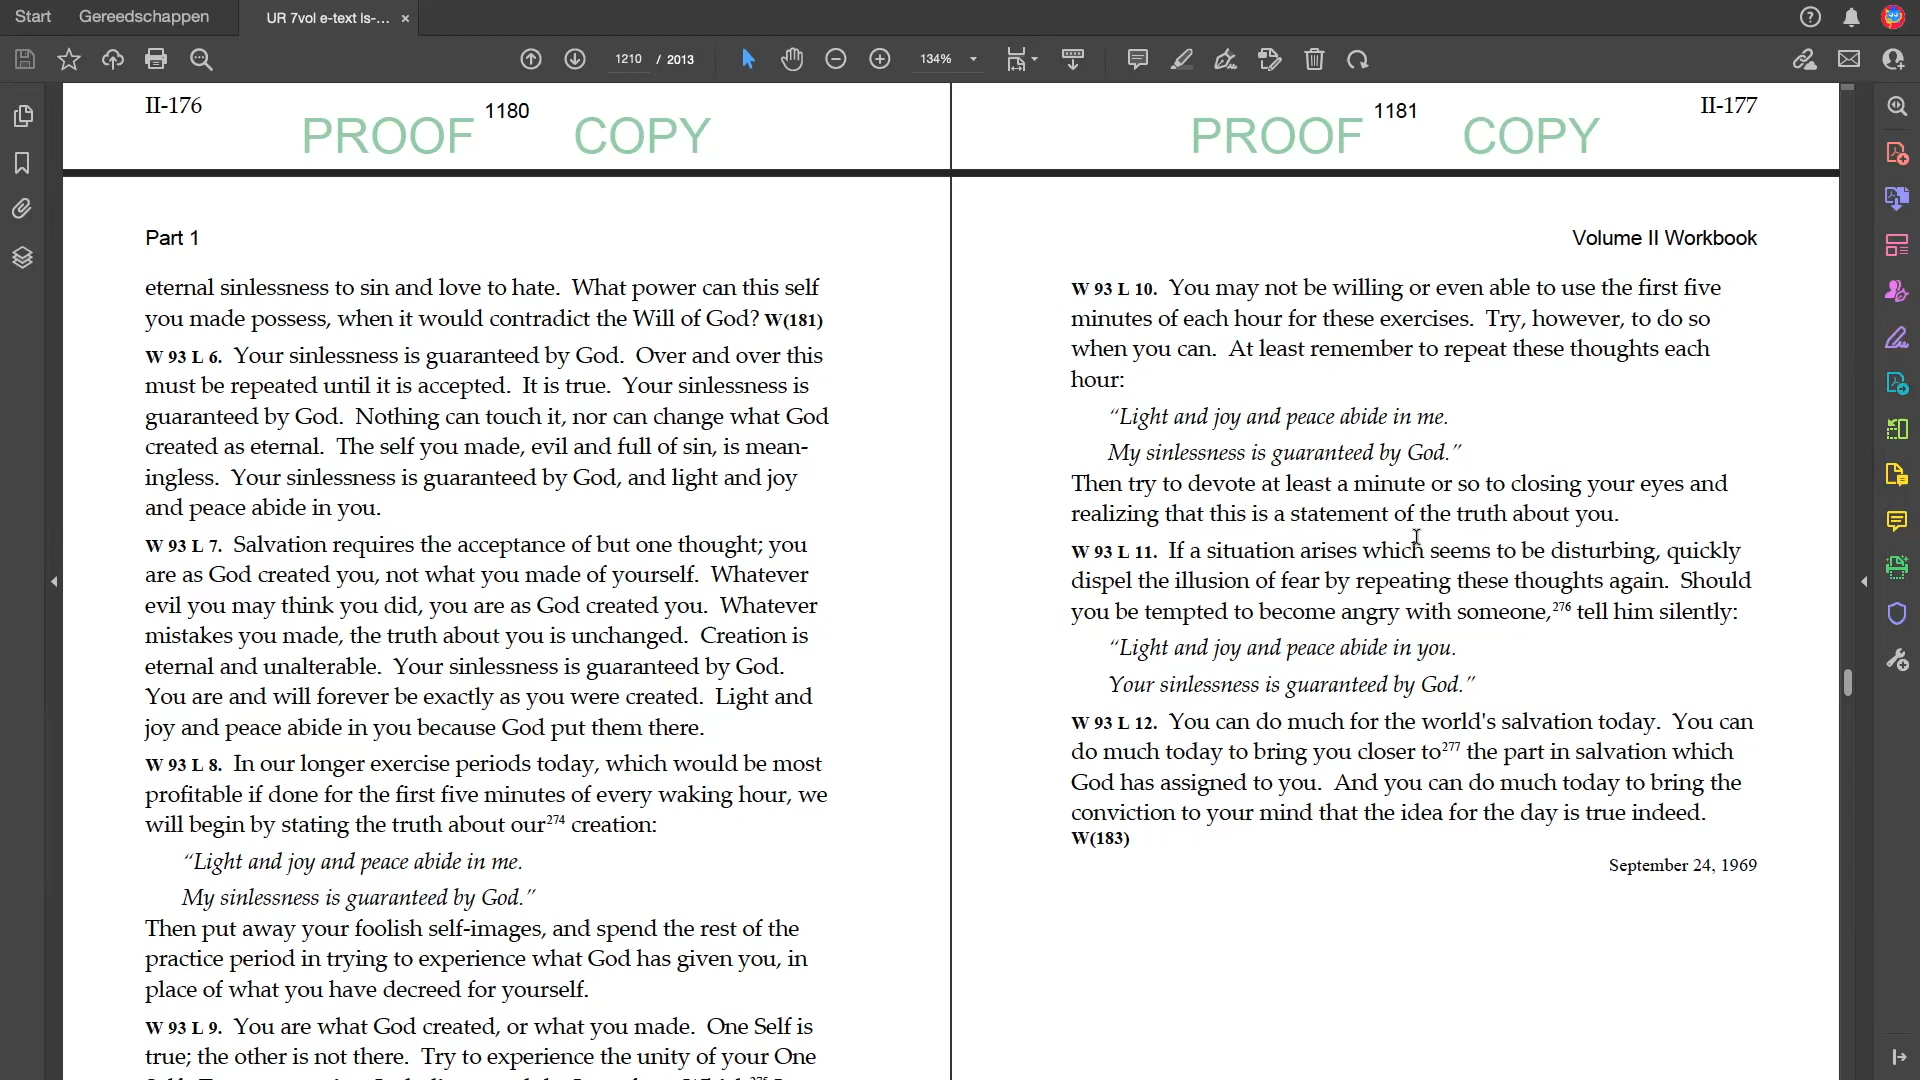 Start Gereedschappen UR 7vol e-text Is-... ×
1210 / 2013 134%
II-176 1180
PROOF COPY
Part 1
eternal sinlessness to sin and love to hate. What power can this self
you made possess, when it would contradict the Will of God? W(181)
W 93 L 6. Your sinlessness is guaranteed by God. Over and over this
must be repeated until it is accepted. It is true. Your sinlessness is
guaranteed by God. Nothing can touch it, nor can change what God
created as eternal. The self you made, evil and full of sin, is mean-
ingless. Your sinlessness is guaranteed by God, and light and joy
and peace abide in you.
W 93 L 7. Salvation requires the acceptance of but one thought; you
are as God created you, not what you made of yourself. Whatever
evil you may think you did, you are as God created you. Whatever
mistakes you made, the truth about you is unchanged. Creation is
eternal and unalterable. Your sinlessness is guaranteed by God.
You are and will forever be exactly as you were created. Light and
joy and peace abide in you because God put them there.
W 93 L 8. In our longer exercise periods today, which would be most
profitable if done for the first five minutes of every waking hour, we
will begin by stating the truth about our274 creation:
"Light and joy and peace abide in me.
My sinlessness is guaranteed by God."
Then put away your foolish self-images, and spend the rest of the
practice period in trying to experience what God has given you, in
place of what you have decreed for yourself.
W 93 L 9. You are what God created, or what you made. One Self is
true; the other is not there. Try to experience the unity of your One
1181 II-177
PROOF COPY
Volume II Workbook
W 93 L 10. You may not be willing or even able to use the first five
minutes of each hour for these exercises. Try, however, to do so
when you can. At least remember to repeat these thoughts each
hour:
"Light and joy and peace abide in me.
My sinlessness is guaranteed by God."
Then try to devote at least a minute or so to closing your eyes and
realizing that this is a statement of the truth about you.
W 93 L 11. If a situation arises which seems to be disturbing, quickly
dispel the illusion of fear by repeating these thoughts again. Should
you be tempted to become angry with someone,276 tell him silently:
"Light and joy and peace abide in you.
Your sinlessness is guaranteed by God."
W 93 L 12. You can do much for the world's salvation today. You can
do much today to bring you closer to277 the part in salvation which
God has assigned to you. And you can do much today to bring the
conviction to your mind that the idea for the day is true indeed.
W(183)
September 24, 1969